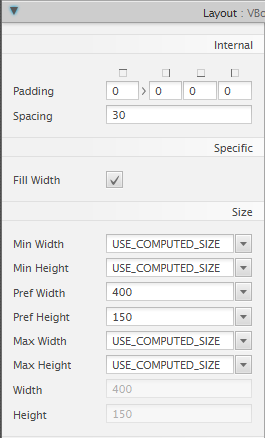 Layout : VBo
Internal
Padding 0 > 0 0 0
Spacing 30
Specific
Fill Width
Size
Min Width USE_COMPUTED_SIZE
Min Height USE_COMPUTED_SIZE
Pref Width 400
Pref Height 150
Max Width USE_COMPUTED_SIZE
Max Height USE_COMPUTED_SIZE
Width 400
Height 150